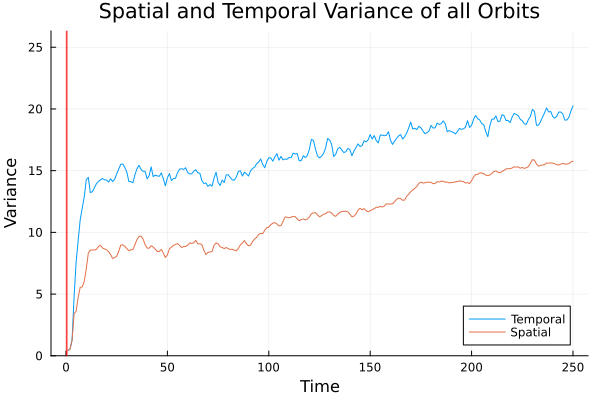 Spatial and Temporal Variance of all Orbits
25
20
15
10
5
0
Variance
Temporal
Spatial
0 50 100 150 200 250
Time